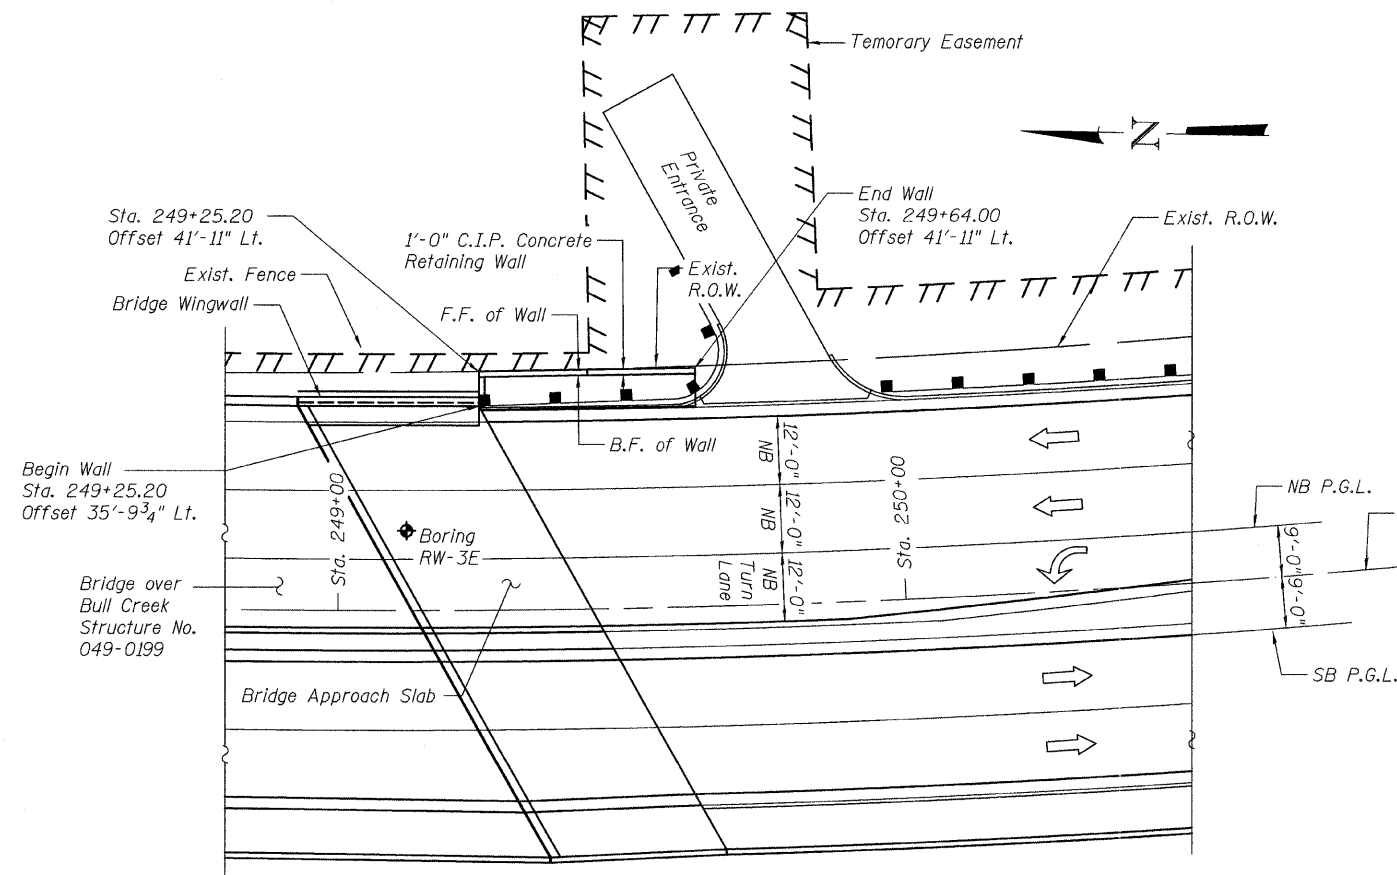 Temorary Easement
N
Private
Entrance
Sta. 249+25.20
Offset 41'-11" Lt.
End Wall
Sta. 249+64.00
Offset 41'-11" Lt.
Exist. R.O.W.
1'-0" C.I.P. Concrete
Retaining Wall
Exist. Fence
Exist.
R.O.W.
Bridge Wingwall
F.F. of Wall
B.F. of Wall
Begin Wall
Sta. 249+25.20
Offset 35'-9¾" Lt.
12'-0"
NB
12'-0"
NB
12'-0"
NB
Turn
Lane
Sta. 249+00
Sta. 250+00
Boring
RW-3E
NB P.G.L.
9'-0"
9'-0"
SB P.G.L.
Bridge over
Bull Creek
Structure No.
049-0199
Bridge Approach Slab